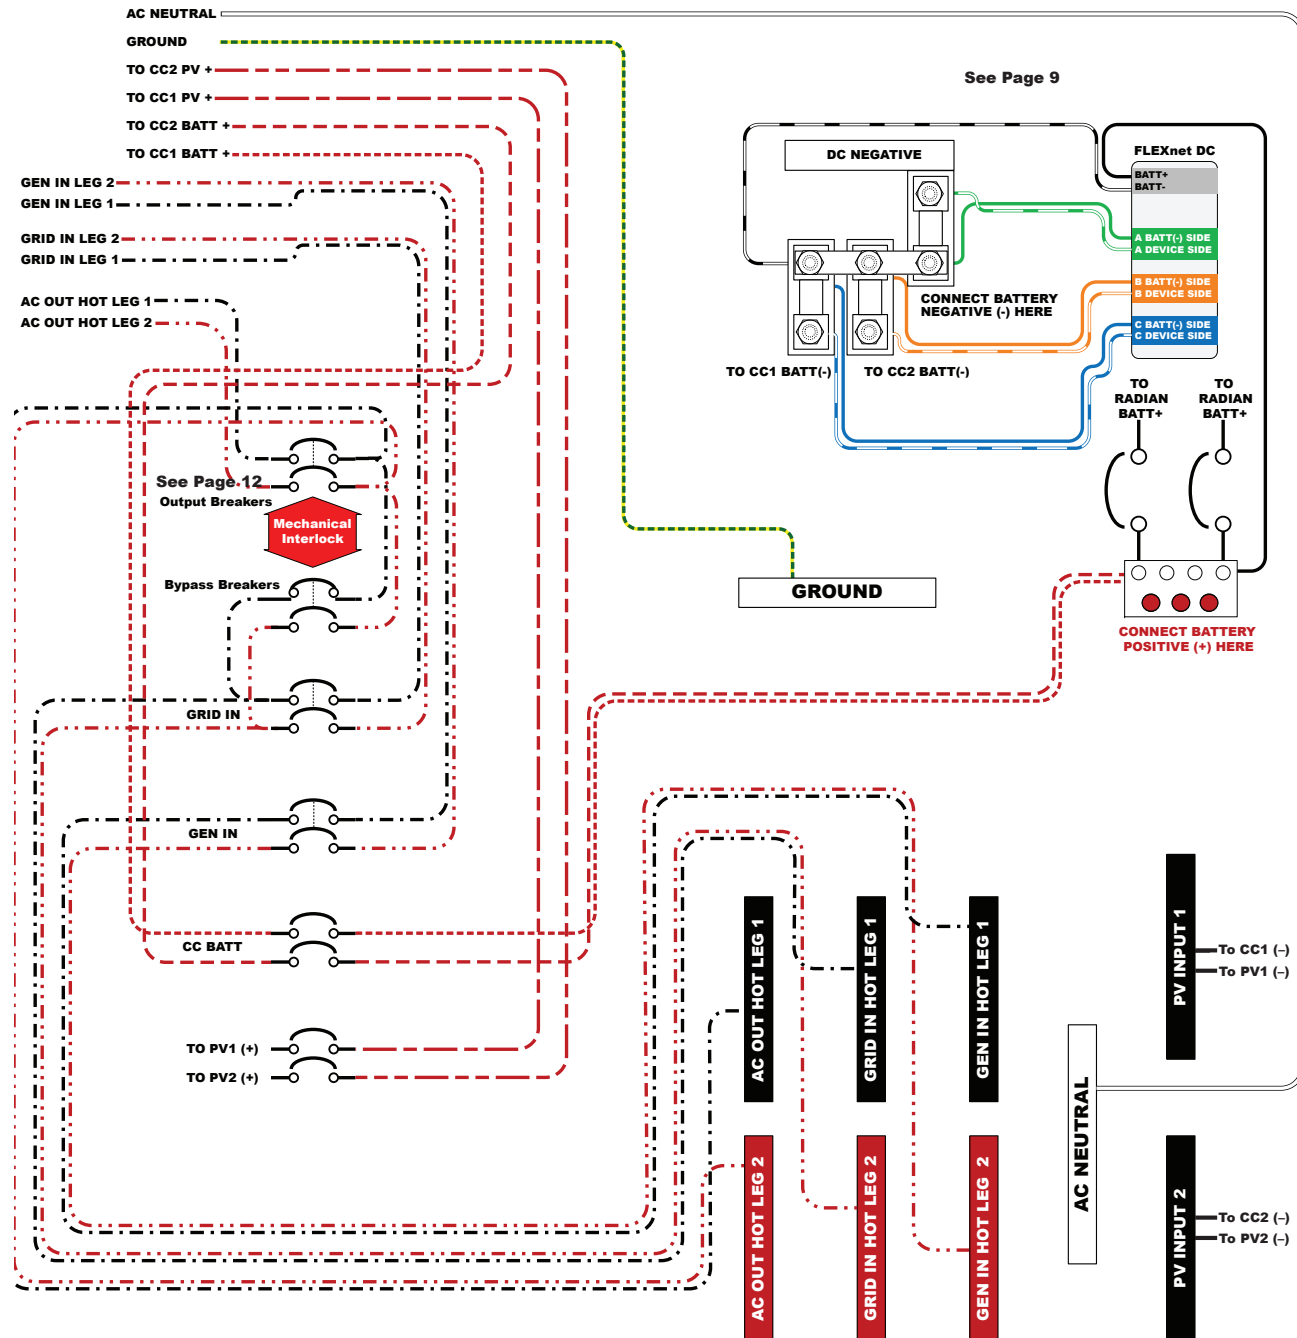 AC NEUTRAL
GROUND
TO CC2 PV +
TO CC1 PV +
TO CC2 BATT +
TO CC1 BATT +
GEN IN LEG 2
GEN IN LEG 1
GRID IN LEG 2
GRID IN LEG 1
AC OUT HOT LEG 1
AC OUT HOT LEG 2
See Page 9
DC NEGATIVE
FLEXnet DC
BATT+
BATT-
A BATT(-) SIDE
A DEVICE SIDE
B BATT(-) SIDE
B DEVICE SIDE
C BATT(-) SIDE
C DEVICE SIDE
CONNECT BATTERY
NEGATIVE (-) HERE
TO CC1 BATT(-)
TO CC2 BATT(-)
TO
RADIAN
BATT+
TO
RADIAN
BATT+
See Page 12
Output Breakers
Mechanical
Interlock
Bypass Breakers
GROUND
CONNECT BATTERY
POSITIVE (+) HERE
GRID IN
GEN IN
CC BATT
TO PV1 (+)
TO PV2 (+)
AC OUT HOT LEG 1
GRID IN HOT LEG 1
GEN IN HOT LEG 1
AC OUT HOT LEG 2
GRID IN HOT LEG 2
GEN IN HOT LEG 2
AC NEUTRAL
PV INPUT 1
To CC1 (–)
To PV1 (–)
PV INPUT 2
To CC2 (–)
To PV2 (–)